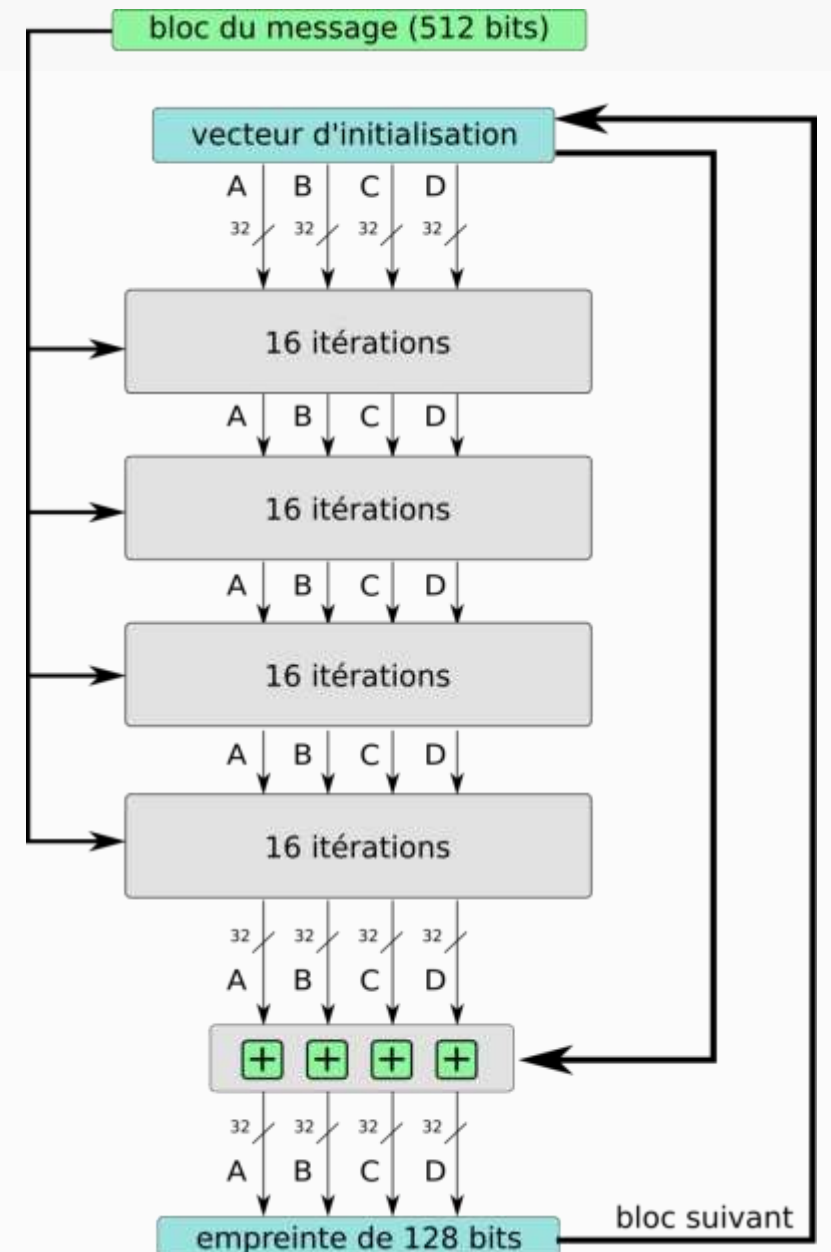 bloc du message (512 bits)
vecteur d'initialisation
A B C D
32 32 32 32
16 itérations
A B C D
16 itérations
A B C D
16 itérations
A B C D
16 itérations
32 32 32 32
A B C D
+ + + +
32 32 32 32
A B C D
bloc suivant
empreinte de 128 bits